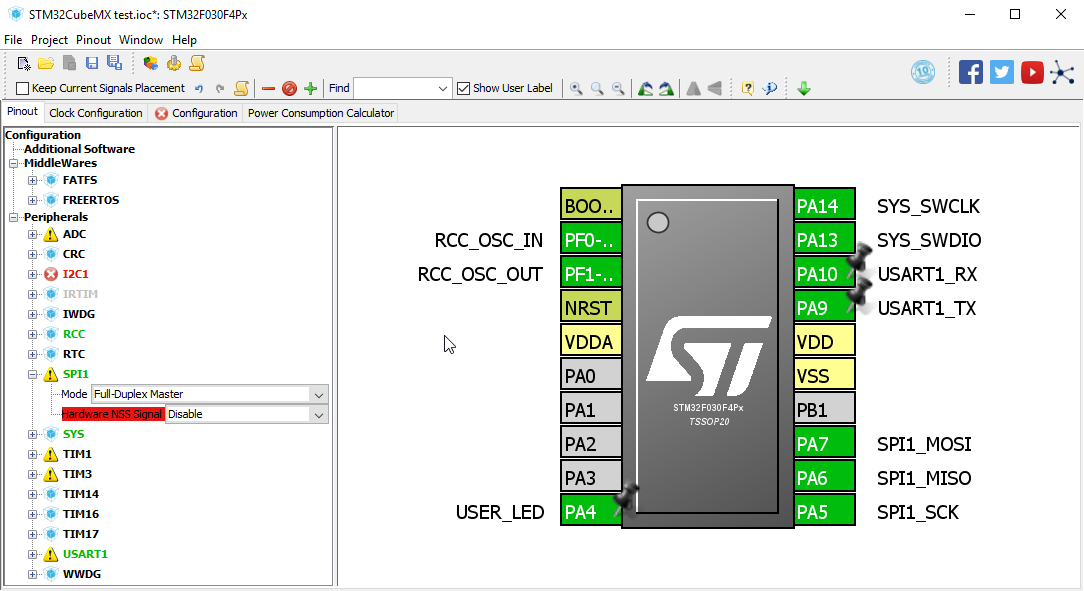 STM32CubeMX test.ioc*: STM32F030F4Px
File Project Pinout Window Help
Keep Current Signals Placement Find Show User Label
Pinout Clock Configuration Configuration Power Consumption Calculator
Configuration
Additional Software
MiddleWares
FATFS
FREERTOS
Peripherals
ADC
CRC
I2C1
IRTIM
IWDG
RCC
RTC
SPI1
Mode Full-Duplex Master
Hardware NSS Signal Disable
SYS
TIM1
TIM3
TIM14
TIM16
TIM17
USART1
WWDG
BOO.. PA14 SYS_SWCLK
RCC_OSC_IN PF0-.. PA13 SYS_SWDIO
RCC_OSC_OUT PF1-.. PA10 USART1_RX
NRST PA9 USART1_TX
VDDA VDD
PA0 VSS
PA1 PB1
PA2 PA7 SPI1_MOSI
PA3 PA6 SPI1_MISO
USER_LED PA4 PA5 SPI1_SCK
ST
STM32F030F4Px
TSSOP20